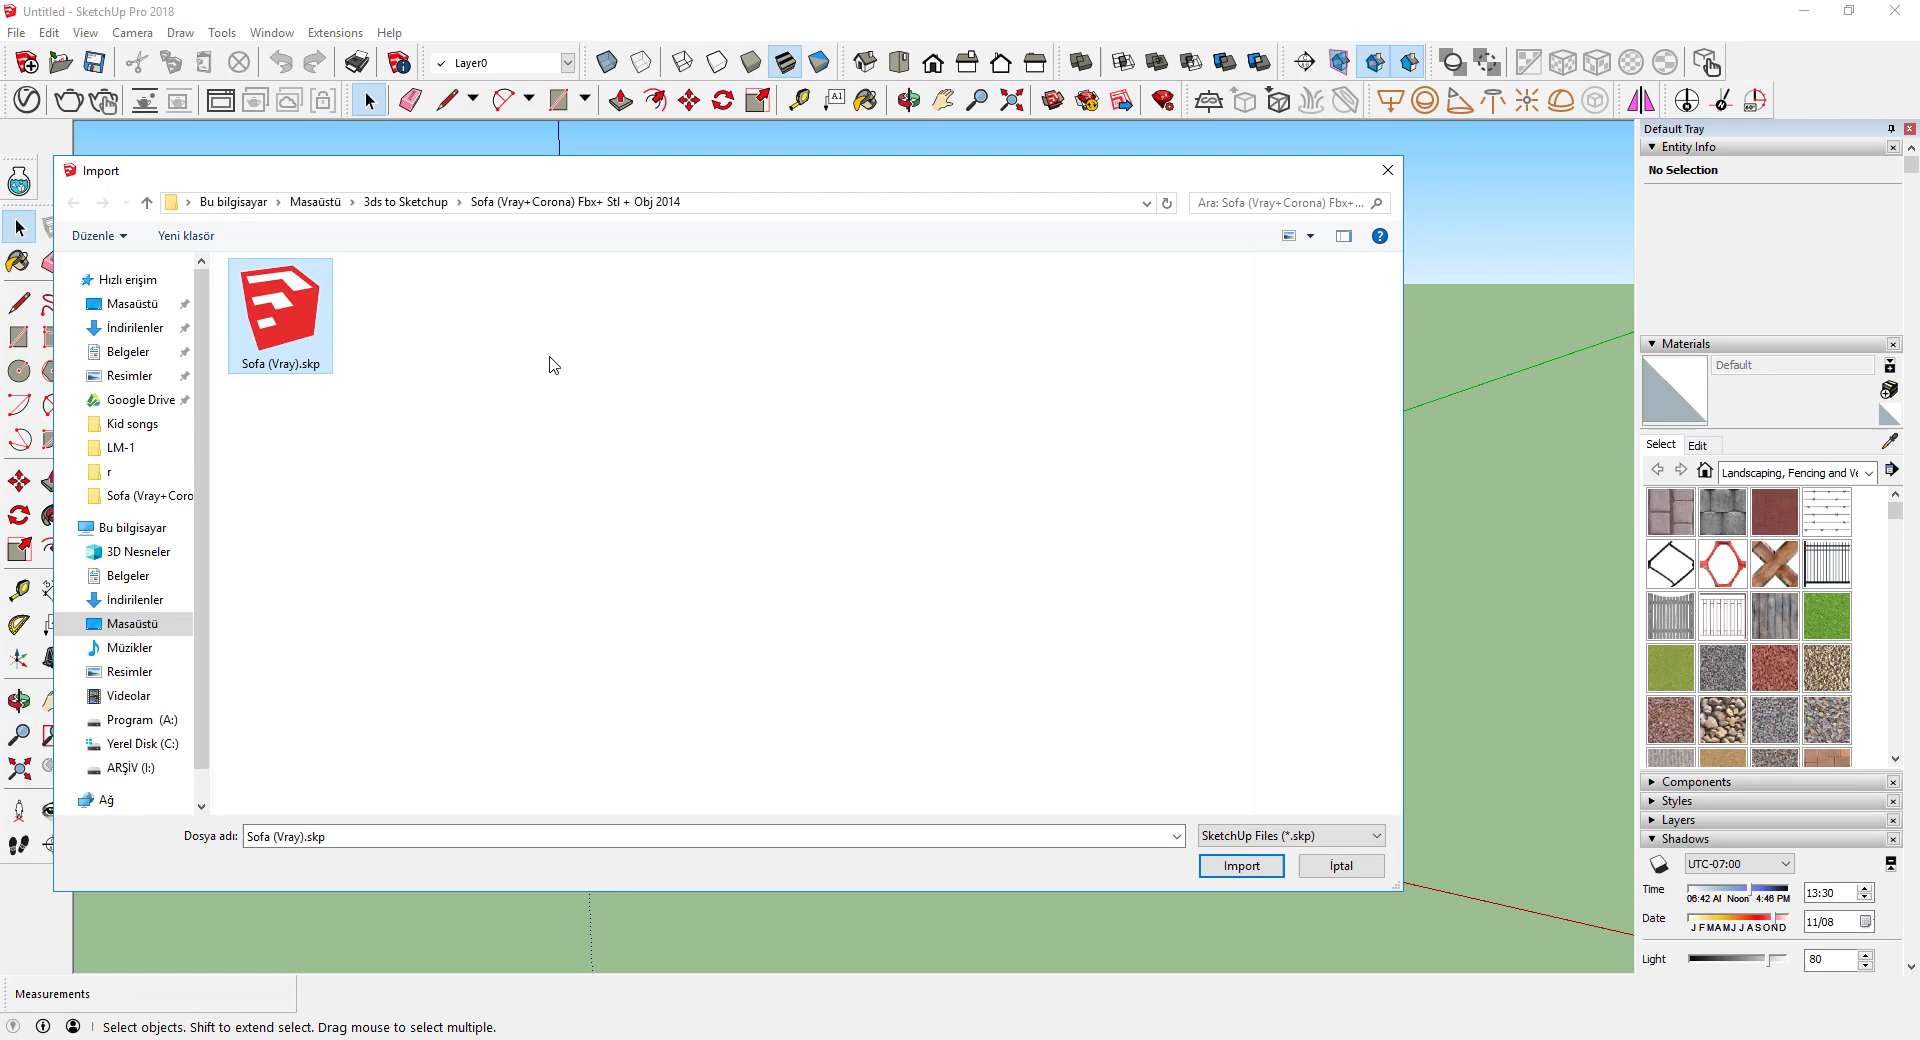 Untitled - SketchUp Pro 2018
File Edit View Camera Draw Tools Window Extensions Help
✓ Layer0
A1
Import
Bu bilgisayar › Masaüstü › 3ds to Sketchup › Sofa (Vray+Corona) Fbx+ Stl + Obj 2014
Ara: Sofa (Vray+Corona) Fbx+...
Düzenle
Yeni klasör
Hızlı erişim
Masaüstü
İndirilenler
Belgeler
Resimler
Google Drive
Kid songs
LM-1
r
Sofa (Vray+Coro
Bu bilgisayar
3D Nesneler
Belgeler
İndirilenler
Masaüstü
Müzikler
Resimler
Videolar
Program (A:)
Yerel Disk (C:)
ARŞİV (I:)
Ağ
Sofa (Vray).skp
Dosya adı:
Sofa (Vray).skp
SketchUp Files (*.skp)
Import
İptal
Default Tray
Entity Info
No Selection
Materials
Default
Select
Edit
Landscaping, Fencing and Ve
Components
Styles
Layers
Shadows
UTC-07:00
Time
06:42 AI Noon 4:46 PM
13:30
Date
J F M A M J J A S O N D
11/08
Light
80
Measurements
Select objects. Shift to extend select. Drag mouse to select multiple.